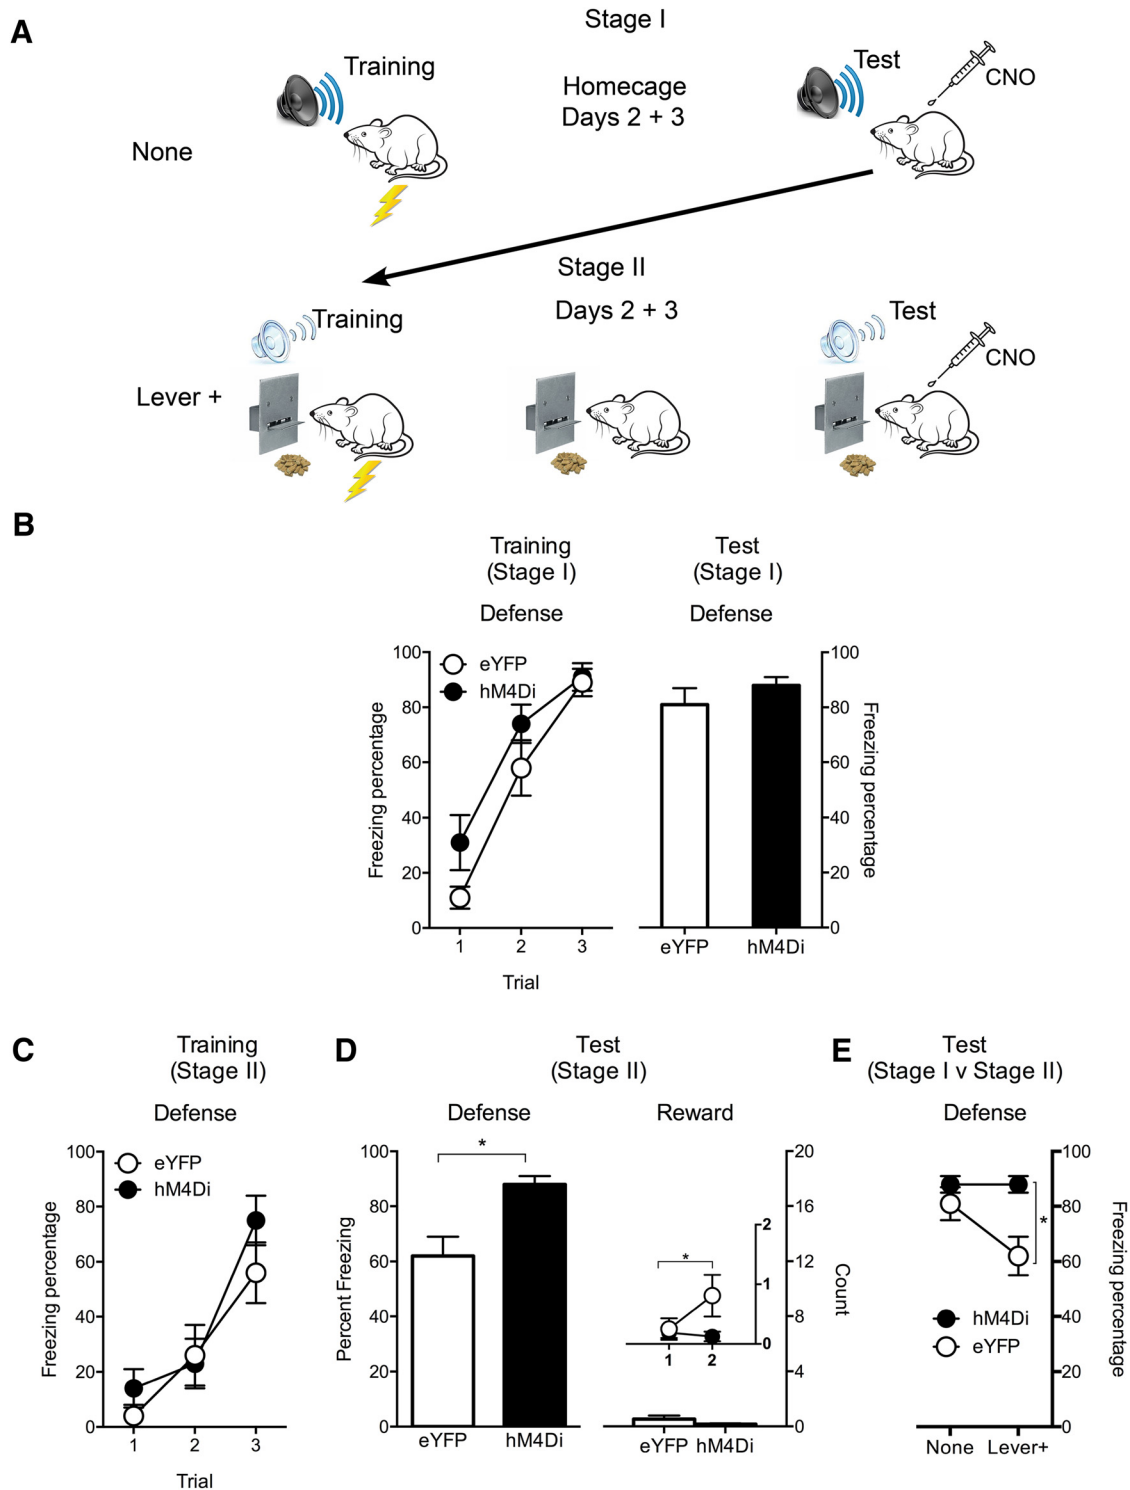 A
Stage I
Training
Homecage
Days 2 + 3
Test
CNO
None
Stage II
Training
Days 2 + 3
Test
CNO
Lever +
B
Training
(Stage I)
Defense
Test
(Stage I)
Defense
Freezing percentage
100
80
60
40
20
0
eYFP
hM4Di
1 2 3
Trial
eYFP hM4Di
100
80
60
40
20
0
Freezing percentage
C
Training
(Stage II)
Defense
Freezing percentage
100
80
60
40
20
0
eYFP
hM4Di
1 2 3
Trial
D
Test
(Stage II)
Defense
Percent Freezing
100
80
60
40
20
0
*
eYFP hM4Di
Reward
20
16
12
8
4
0
Count
*
2
1
0
1 2
eYFP hM4Di
E
Test
(Stage I v Stage II)
Defense
100
80
60
40
20
0
Freezing percentage
*
hM4Di
eYFP
None Lever+